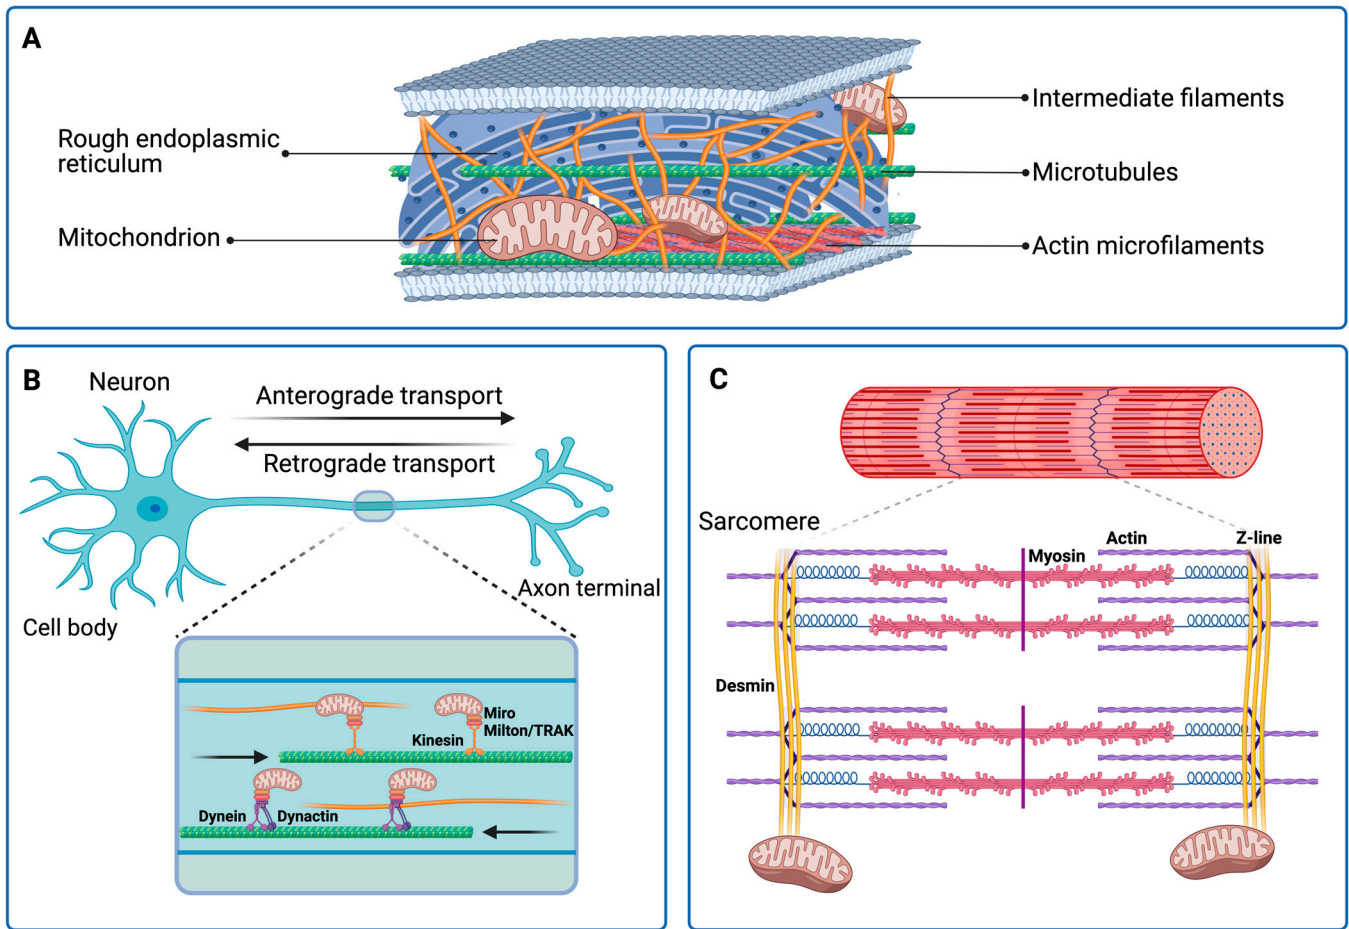 A
Rough endoplasmic
reticulum
Mitochondrion
Intermediate filaments
Microtubules
Actin microfilaments
B
Neuron
Anterograde transport
Retrograde transport
Cell body
Axon terminal
Miro
Milton/TRAK
Kinesin
Dynein
Dynactin
C
Sarcomere
Myosin
Actin
Z-line
Desmin